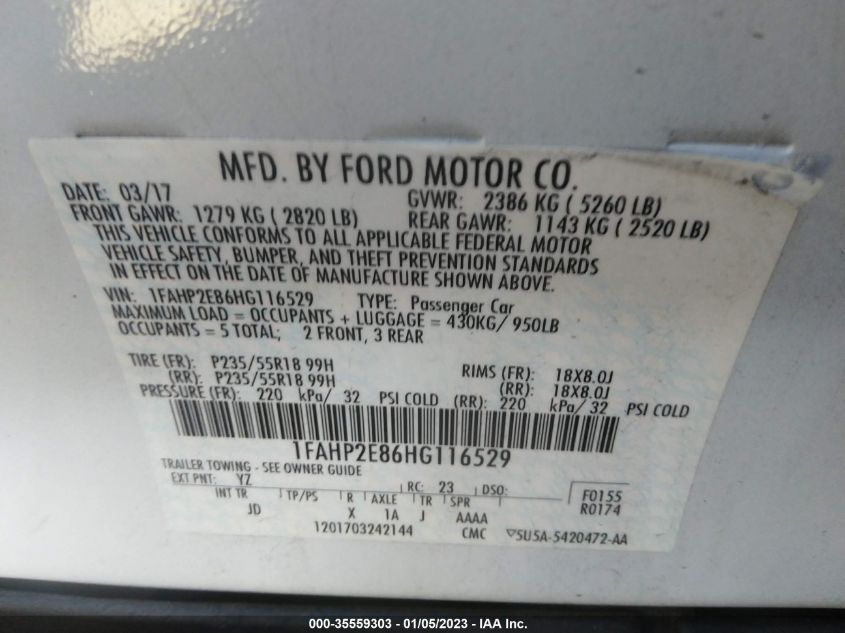 MFD. BY FORD MOTOR CO.
DATE: 03/17 GVWR: 2386 KG ( 5260 LB)
FRONT GAWR: 1279 KG ( 2820 LB) REAR GAWR: 1143 KG ( 2520 LB)
THIS VEHICLE CONFORMS TO ALL APPLICABLE FEDERAL MOTOR
VEHICLE SAFETY, BUMPER, AND THEFT PREVENTION STANDARDS
IN EFFECT ON THE DATE OF MANUFACTURE SHOWN ABOVE.
VIN: 1FAHP2E86HG116529 TYPE: Passenger Car
MAXIMUM LOAD = OCCUPANTS + LUGGAGE = 430KG/ 950LB
OCCUPANTS = 5 TOTAL; 2 FRONT, 3 REAR
TIRE (FR): P235/55R18 99H RIMS (FR): 18X8.0J
(RR): P235/55R18 99H (RR): 18X8.0J
PRESSURE (FR): 220 kPa/ 32 PSI COLD (RR): 220 kPa/ 32 PSI COLD
1FAHP2E86HG116529
TRAILER TOWING - SEE OWNER GUIDE
EXT PNT: YZ RC: 23 DSO: F0155
INT TR TP/PS R AXLE TR SPR R0174
JD X 1A J AAAA
1201703242144 CMC ▽5U5A-5420472-AA
000-35559303 - 01/05/2023 - IAA Inc.